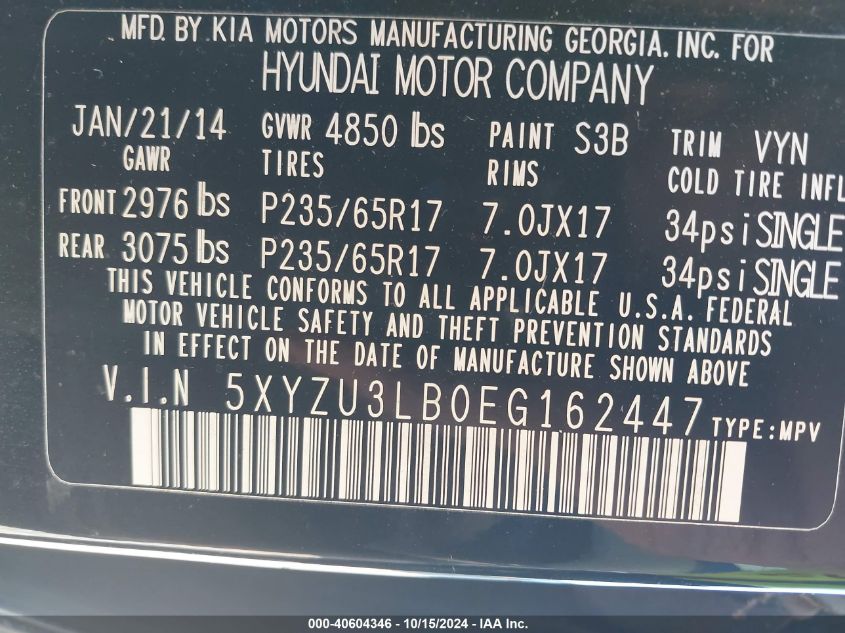 MFD. BY KIA MOTORS MANUFACTURING GEORGIA. INC. FOR
HYUNDAI MOTOR COMPANY
JAN/21/14 GVWR 4850 lbs PAINT S3B TRIM VYN
GAWR TIRES RIMS COLD TIRE INFL
FRONT 2976 lbs P235/65R17 7.0JX17 34psi SINGLE
REAR 3075 lbs P235/65R17 7.0JX17 34psi SINGLE
THIS VEHICLE CONFORMS TO ALL APPLICABLE U.S.A. FEDERAL
MOTOR VEHICLE SAFETY AND THEFT PREVENTION STANDARDS
IN EFFECT ON THE DATE OF MANUFACTURE SHOWN ABOVE
V.I.N 5XYZU3LB0EG162447 TYPE:MPV
000-40604346 - 10/15/2024 - IAA Inc.